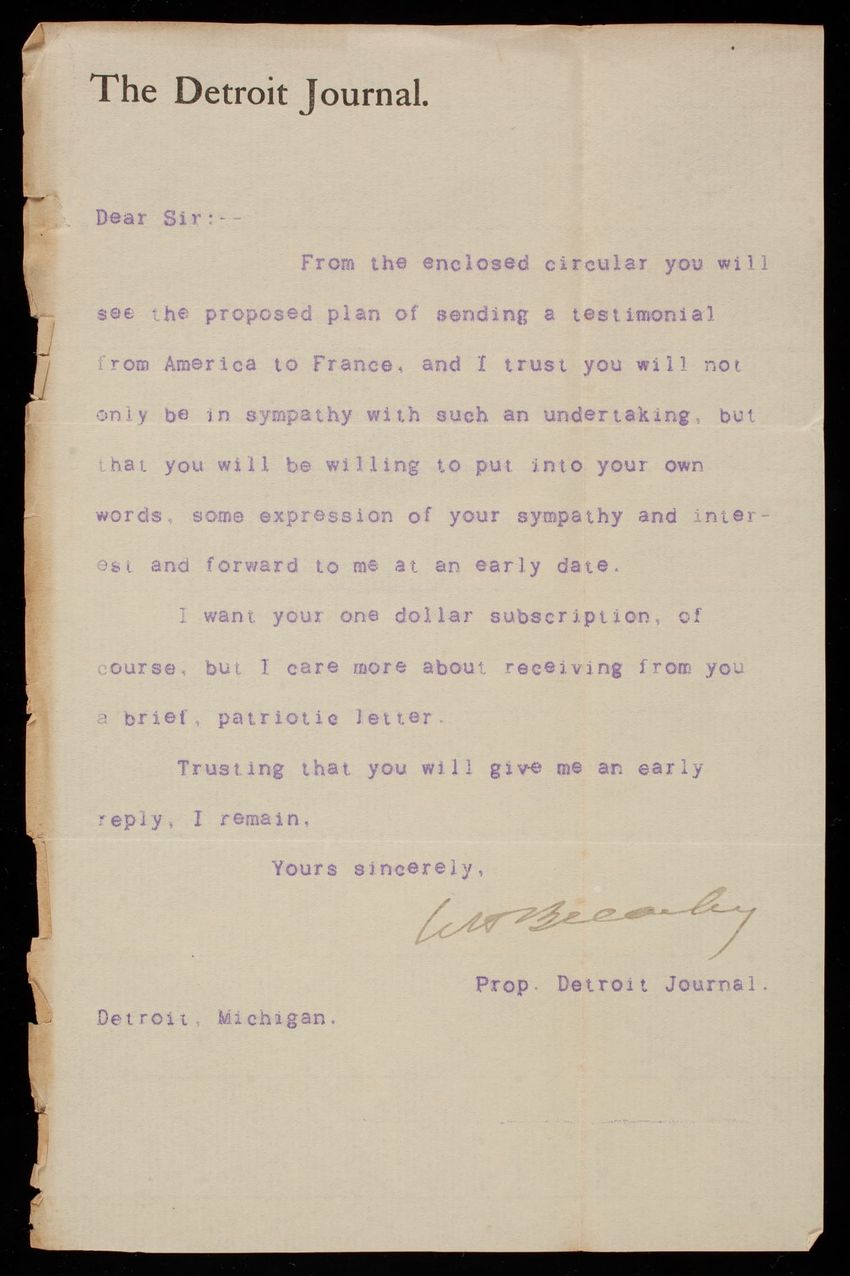 The Detroit Journal.
Dear Sir:--
From the enclosed circular you will
see the proposed plan of sending a testimonial
from America to France, and I trust you will not
only be in sympathy with such an undertaking, but
that you will be willing to put into your own
words, some expression of your sympathy and inter-
est and forward to me at an early date.
I want your one dollar subscription, of
course, but I care more about receiving from you
a brief, patriotic letter.
Trusting that you will give me an early
reply, I remain,
Yours sincerely,
Prop. Detroit Journal.
Detroit, Michigan.